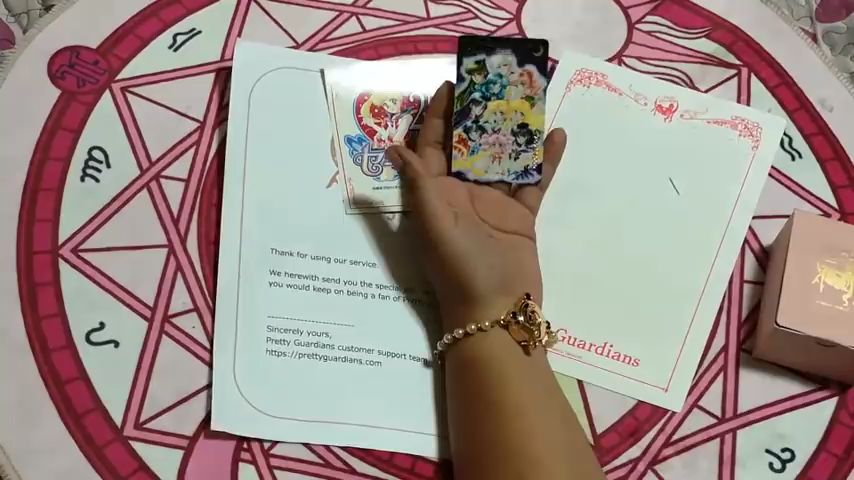 Thank for using our service.
We herewith send you the special
you would keep on being a fan of
Sincerely yours,
Pretty Guardians customer support team
https://prettyguardians.com/
Guardians